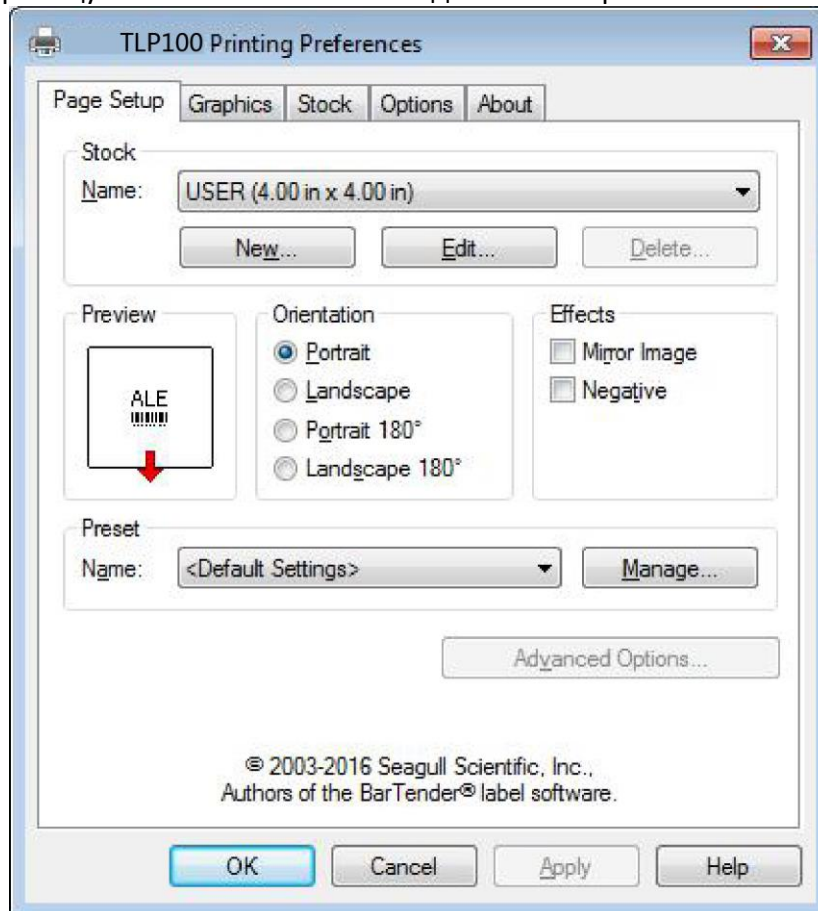 TLP100 Printing Preferences
Page Setup Graphics Stock Options About
Stock
Name: USER (4.00 in x 4.00 in)
New... Edit... Delete...
Preview Orientation Effects
Portrait Mirror Image
ALE Landscape Negative
Portrait 180°
Landscape 180°
Preset
Name: <Default Settings> Manage...
Advanced Options...
© 2003-2016 Seagull Scientific, Inc.,
Authors of the BarTender® label software.
OK Cancel Apply Help